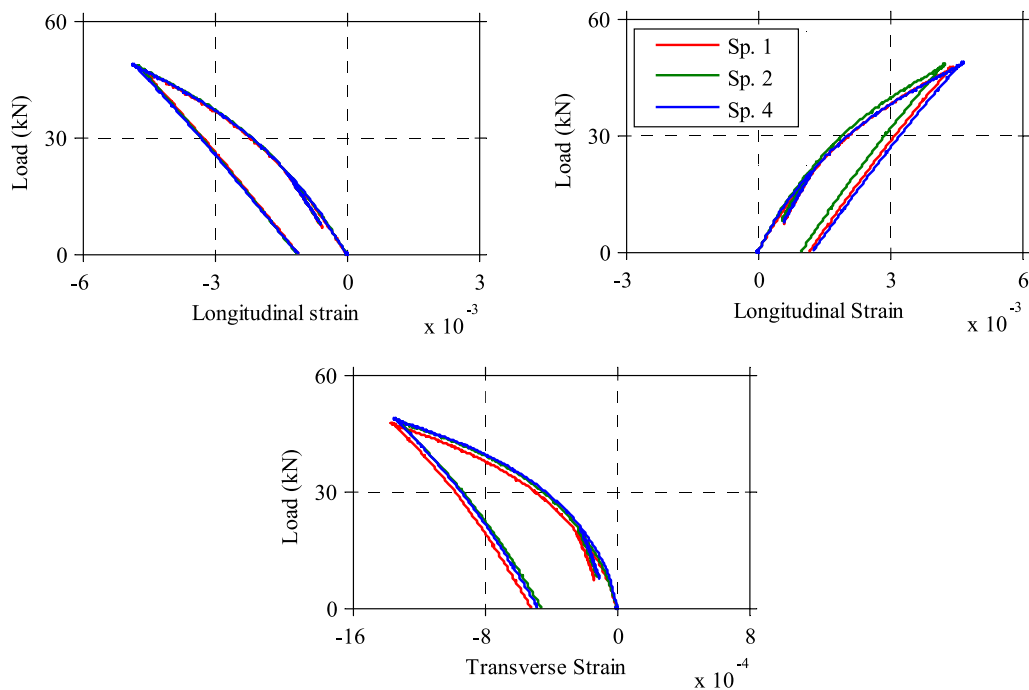 60
30
0
Load (kN)
-6
-3
0
3
Longitudinal strain
x 10-3
60
30
0
Load (kN)
Sp. 1
Sp. 2
Sp. 4
-3
0
3
6
Longitudinal Strain
x 10-3
60
30
0
Load (kN)
-16
-8
0
8
Transverse Strain
x 10-4